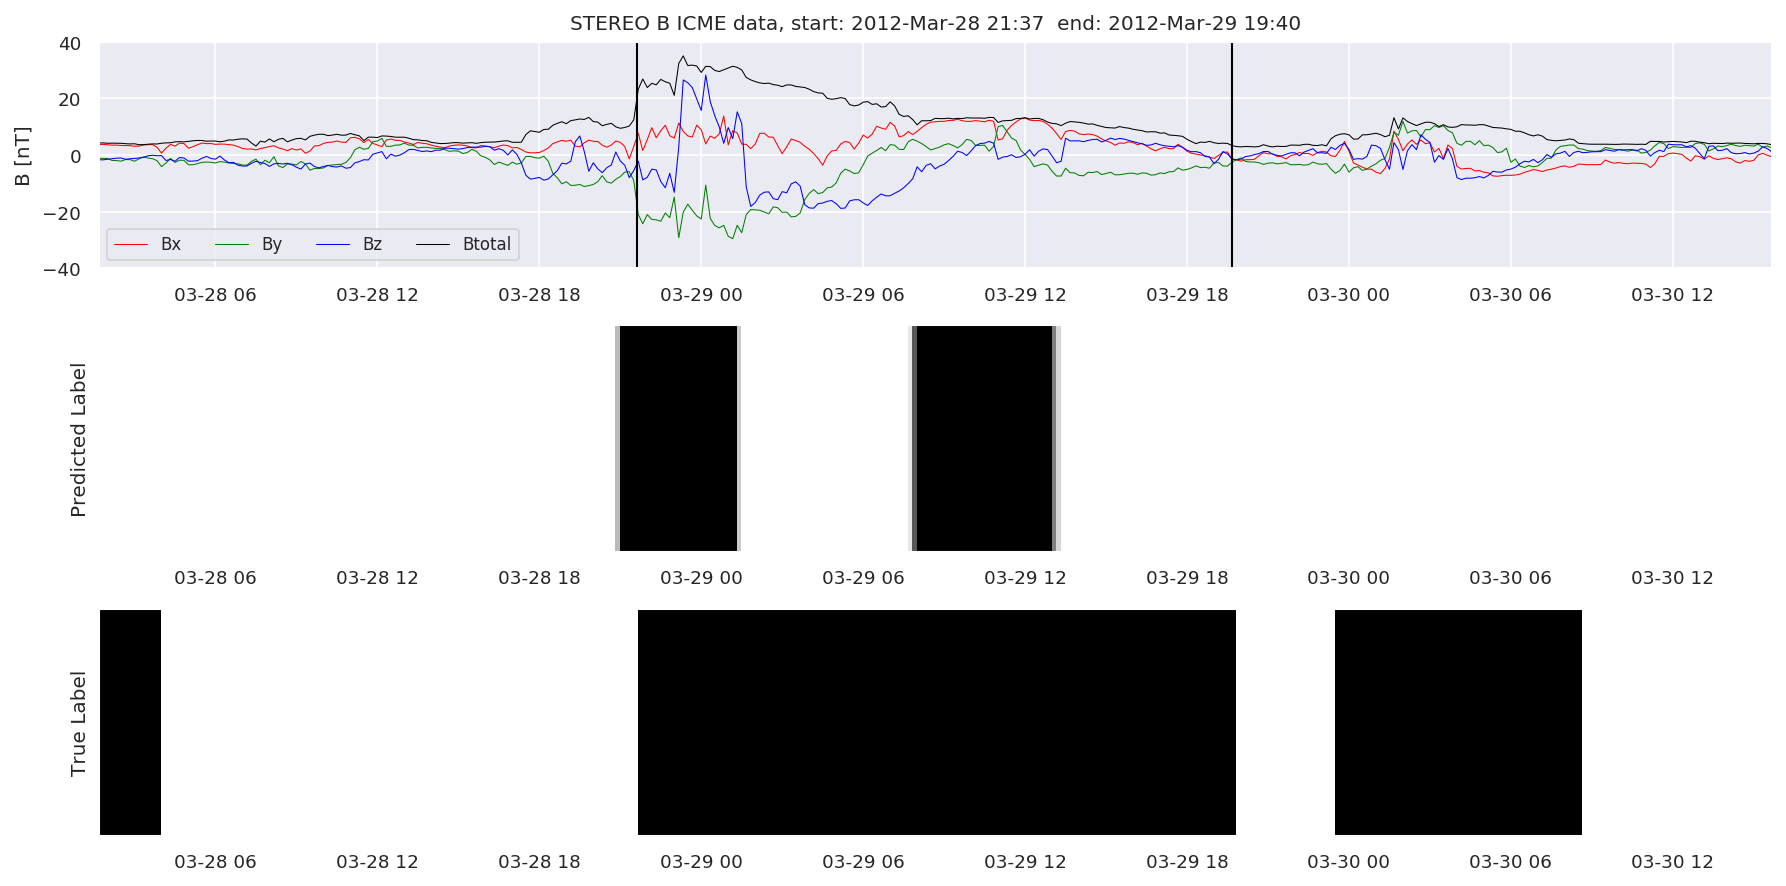 STEREO B ICME data, start: 2012-Mar-28 21:37  end: 2012-Mar-29 19:40
B [nT]
40
20
0
−20
−40
Bx By Bz Btotal
03-28 06 03-28 12 03-28 18 03-29 00 03-29 06 03-29 12 03-29 18 03-30 00 03-30 06 03-30 12
Predicted Label
03-28 06 03-28 12 03-28 18 03-29 00 03-29 06 03-29 12 03-29 18 03-30 00 03-30 06 03-30 12
True Label
03-28 06 03-28 12 03-28 18 03-29 00 03-29 06 03-29 12 03-29 18 03-30 00 03-30 06 03-30 12